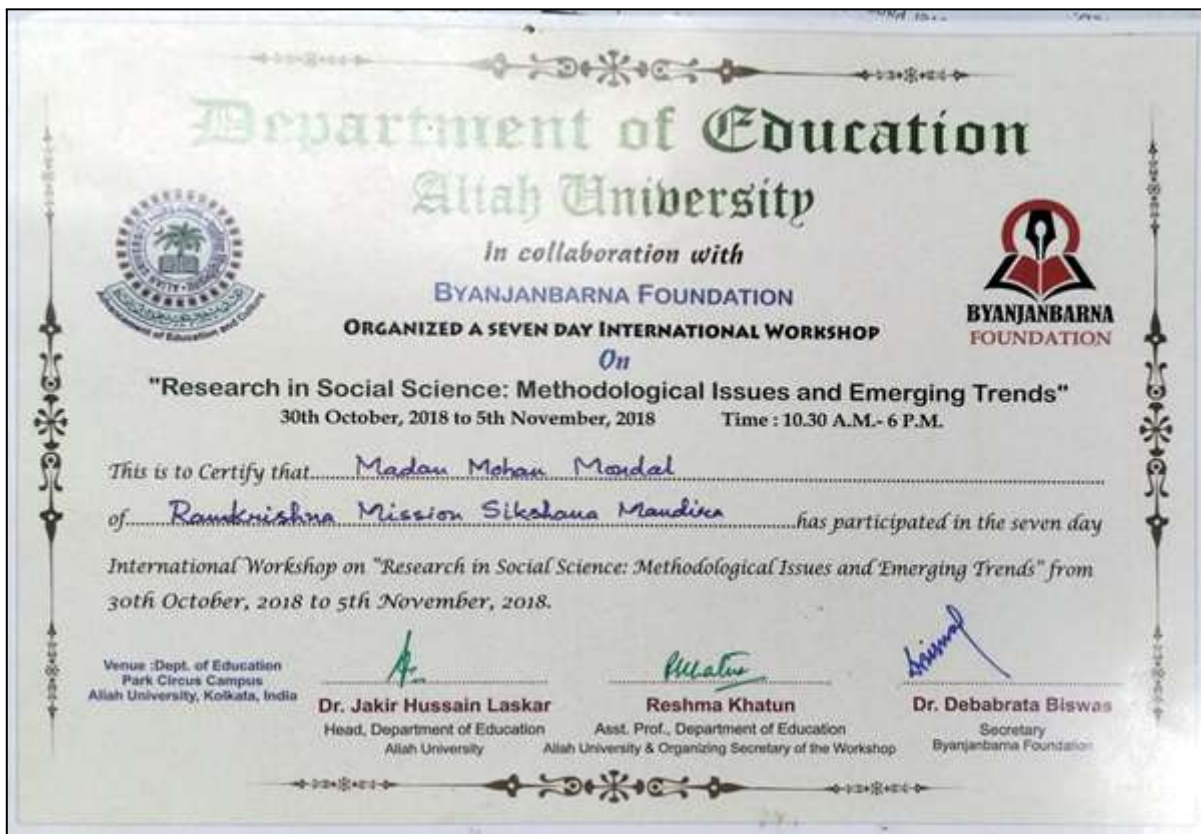 Department of Education
Aliah University
In collaboration with
BYANJANBARNA FOUNDATION
ORGANIZED A SEVEN DAY INTERNATIONAL WORKSHOP
On
"Research in Social Science: Methodological Issues and Emerging Trends"
30th October, 2018 to 5th November, 2018 Time : 10.30 A.M.- 6 P.M.
Department of Education and Culture
BYANJANBARNA
FOUNDATION
This is to Certify that Madan Mohan Mondal
of Ramkrishna Mission Sikshana Mandira has participated in the seven day
International Workshop on "Research in Social Science: Methodological Issues and Emerging Trends" from
30th October, 2018 to 5th November, 2018.
Venue :Dept. of Education
Park Circus Campus
Aliah University, Kolkata, India
Dr. Jakir Hussain Laskar
Head, Department of Education
Aliah University
Reshma Khatun
Asst. Prof., Department of Education
Aliah University & Organizing Secretary of the Workshop
Dr. Debabrata Biswas
Secretary
Byanjanbarna Foundation